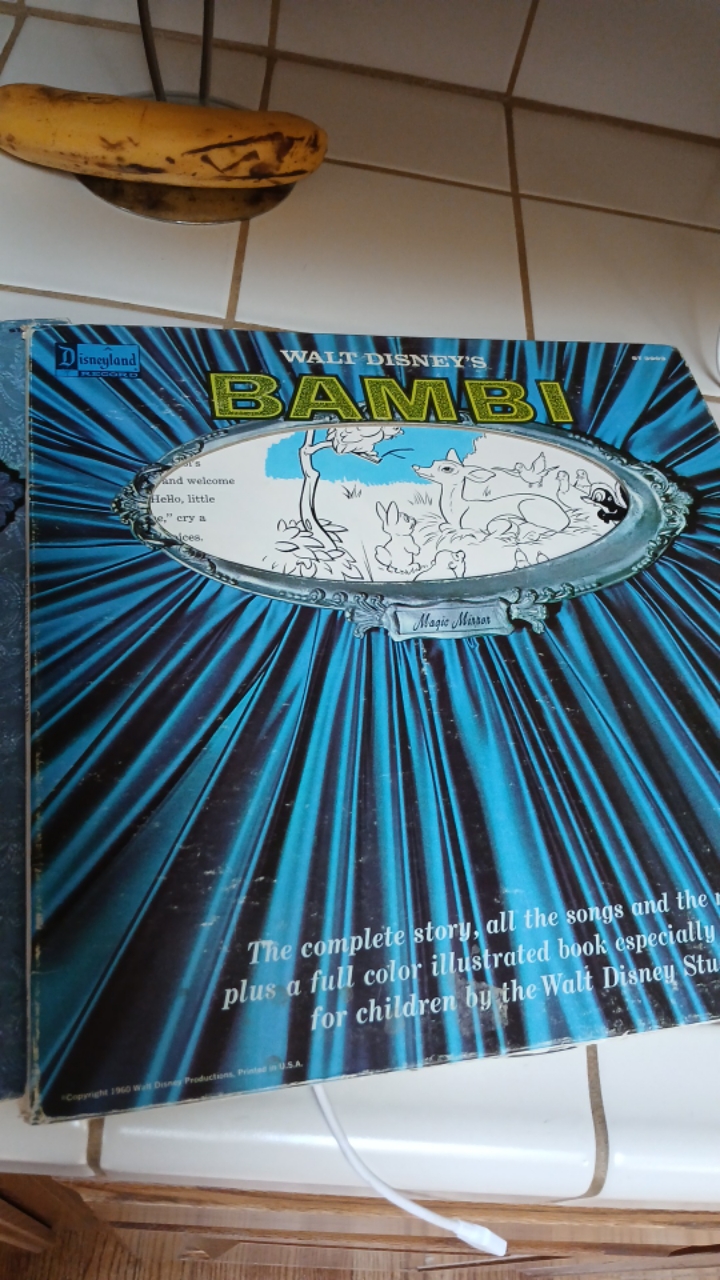 Disneyland
RECORD
WALT DISNEY'S
BAMBI
and welcome
Hello, little
cry a
Magic Mirror
The complete story, all the songs and the
plus a full color illustrated book especially
for children by the Walt Disney Stu
©Copyright 1960 Walt Disney Productions. Printed in U.S.A.